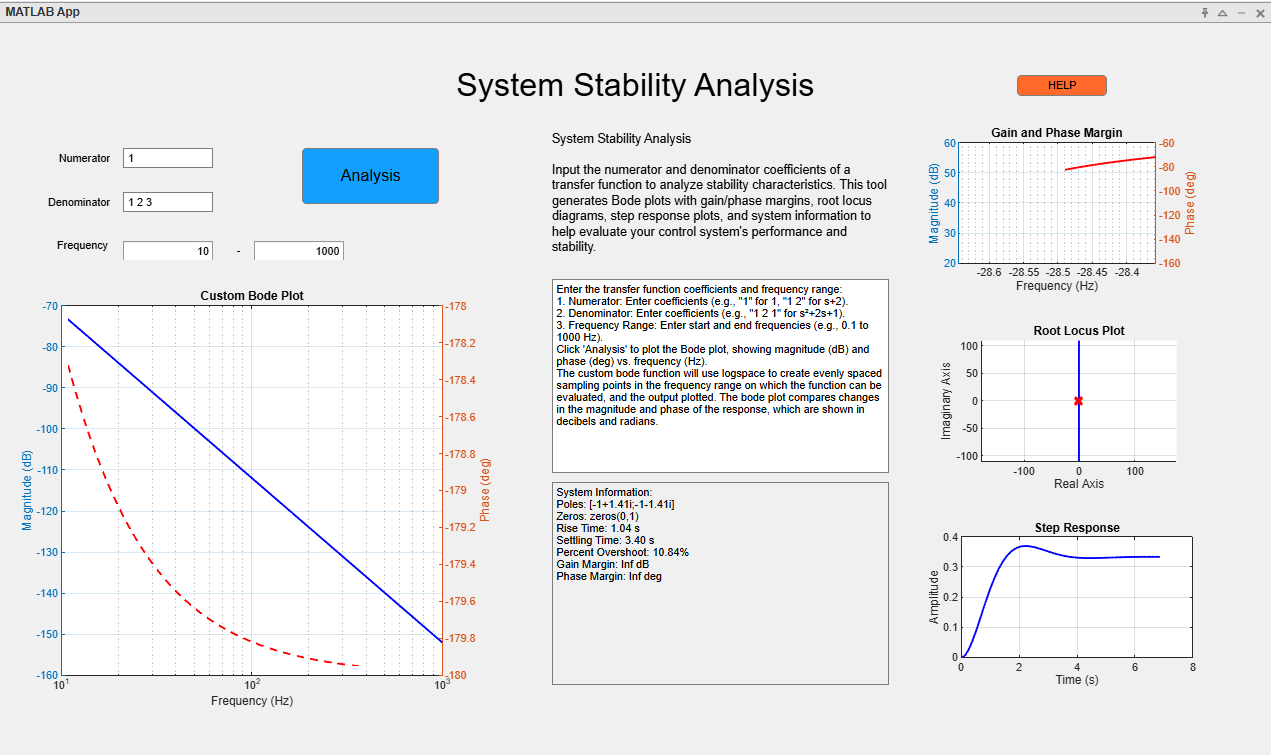 MATLAB App
System Stability Analysis
HELP
Numerator
1
Denominator
1 2 3
Frequency
10
-
1000
Analysis
System Stability Analysis
Input the numerator and denominator coefficients of a
transfer function to analyze stability characteristics. This tool
generates Bode plots with gain/phase margins, root locus
diagrams, step response plots, and system information to
help evaluate your control system's performance and
stability.
Enter the transfer function coefficients and frequency range:
1. Numerator: Enter coefficients (e.g., "1" for 1, "1 2" for s+2).
2. Denominator: Enter coefficients (e.g., "1 2 1" for s²+2s+1).
3. Frequency Range: Enter start and end frequencies (e.g., 0.1 to
1000 Hz).
Click 'Analysis' to plot the Bode plot, showing magnitude (dB) and
phase (deg) vs. frequency (Hz).
The custom bode function will use logspace to create evenly spaced
sampling points in the frequency range on which the function can be
evaluated, and the output plotted. The bode plot compares changes
in the magnitude and phase of the response, which are shown in
decibels and radians.
System Information:
Poles: [-1+1.41i;-1-1.41i]
Zeros: zeros(0,1)
Rise Time: 1.04 s
Settling Time: 3.40 s
Percent Overshoot: 10.84%
Gain Margin: Inf dB
Phase Margin: Inf deg
Custom Bode Plot
Magnitude (dB)
-70
-80
-90
-100
-110
-120
-130
-140
-150
-160
Phase (deg)
-178
-178.2
-178.4
-178.6
-178.8
-179
-179.2
-179.4
-179.6
-179.8
-180
10¹
10²
10³
Frequency (Hz)
Gain and Phase Margin
Magnitude (dB)
60
50
40
30
20
Phase (deg)
-60
-80
-100
-120
-140
-160
-28.6
-28.55
-28.5
-28.45
-28.4
Frequency (Hz)
Root Locus Plot
Imaginary Axis
100
50
0
-50
-100
-100
0
100
Real Axis
Step Response
Amplitude
0.4
0.3
0.2
0.1
0
0
2
4
6
8
Time (s)